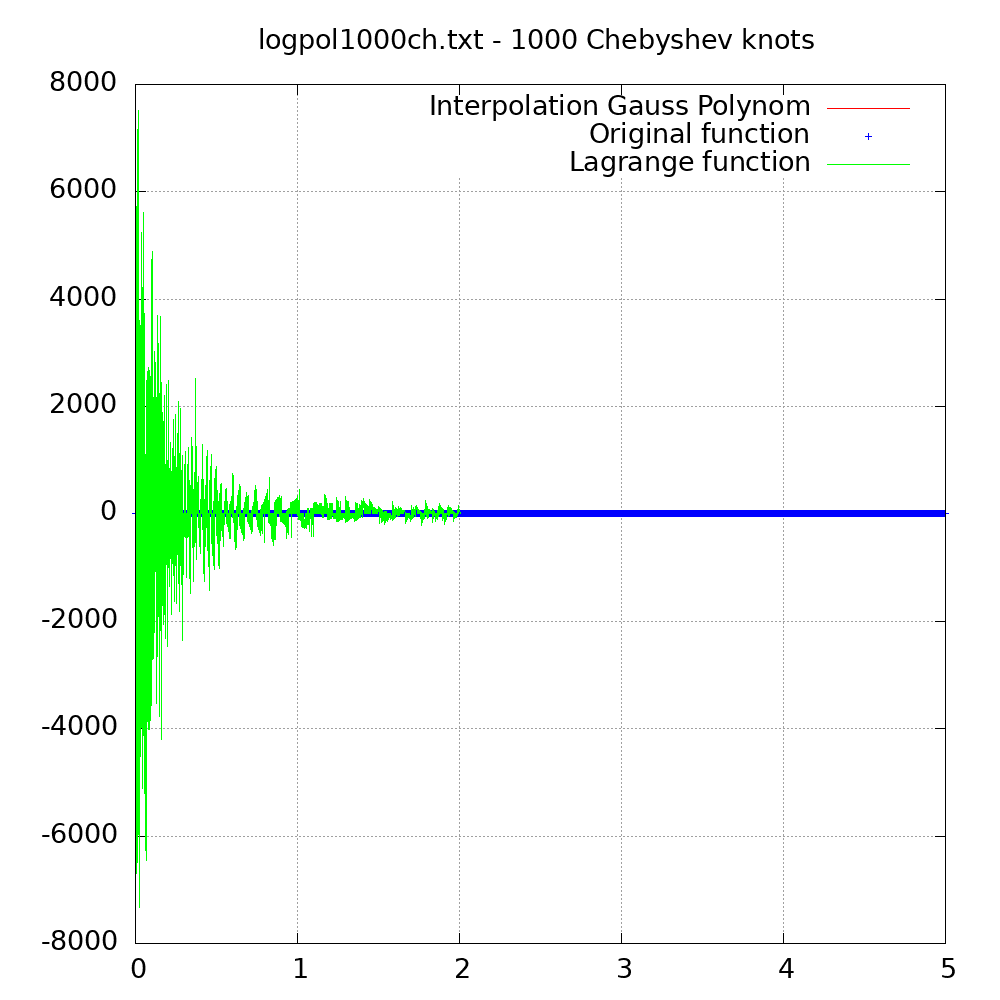 logpol1000ch.txt - 1000 Chebyshev knots
8000
Interpolation Gauss Polynom
Original function
Lagrange function
6000
4000
2000
0
-2000
-4000
-6000
-8000
0 1 2 3 4 5